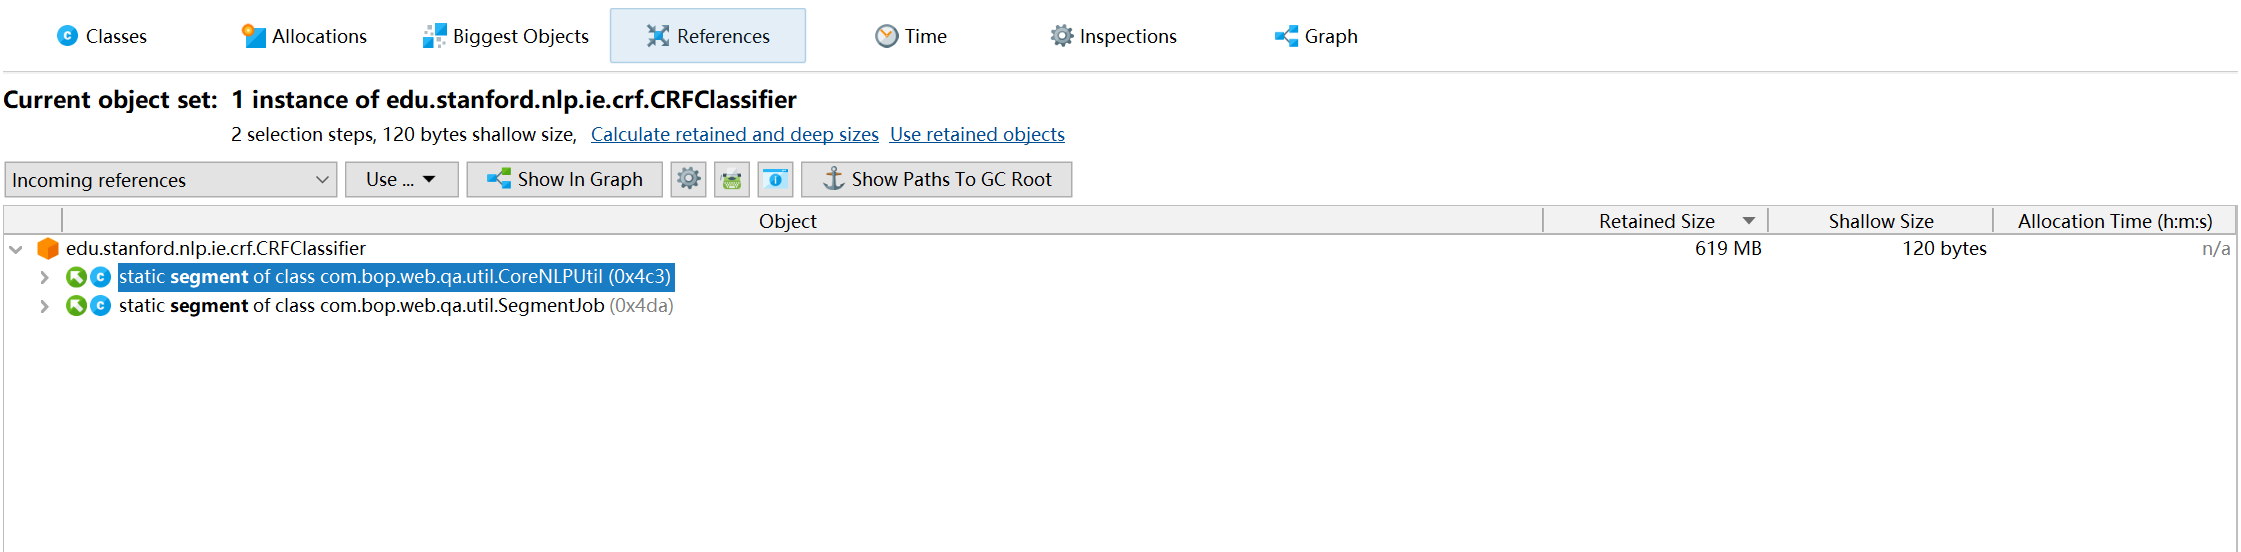 Classes Allocations Biggest Objects References Time Inspections Graph
Current object set: 1 instance of edu.stanford.nlp.ie.crf.CRFClassifier
2 selection steps, 120 bytes shallow size, Calculate retained and deep sizes Use retained objects
Incoming references Use ... Show In Graph Show Paths To GC Root
Object Retained Size Shallow Size Allocation Time (h:m:s)
edu.stanford.nlp.ie.crf.CRFClassifier 619 MB 120 bytes n/a
static segment of class com.bop.web.qa.util.CoreNLPUtil (0x4c3)
static segment of class com.bop.web.qa.util.SegmentJob (0x4da)